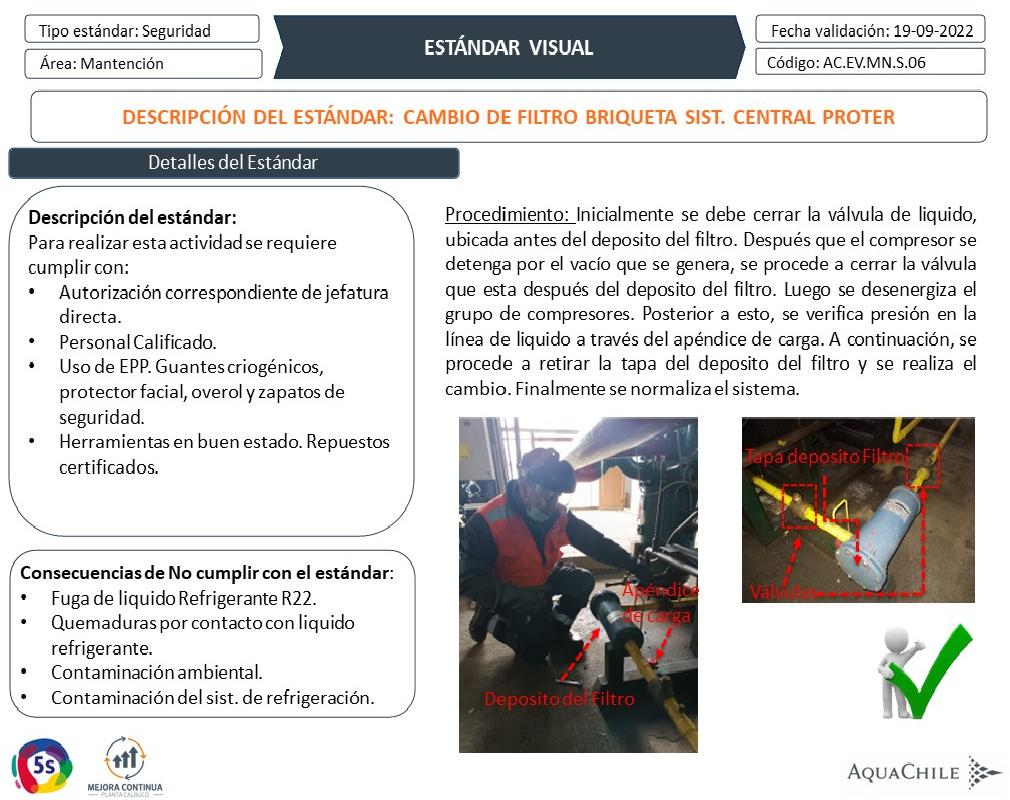 Tipo estándar: Seguridad
Área: Mantención
ESTÁNDAR VISUAL
Fecha validación: 19-09-2022
Código: AC.EV.MN.S.06
DESCRIPCIÓN DEL ESTÁNDAR: CAMBIO DE FILTRO BRIQUETA SIST. CENTRAL PROTER
Detalles del Estándar
Descripción del estándar:
Para realizar esta actividad se requiere
cumplir con:
• Autorización correspondiente de jefatura
directa.
• Personal Calificado.
• Uso de EPP. Guantes criogénicos,
protector facial, overol y zapatos de
seguridad.
• Herramientas en buen estado. Repuestos
certificados.
Consecuencias de No cumplir con el estándar:
• Fuga de liquido Refrigerante R22.
• Quemaduras por contacto con liquido
refrigerante.
• Contaminación ambiental.
• Contaminación del sist. de refrigeración.
Procedimiento: Inicialmente se debe cerrar la válvula de liquido,
ubicada antes del deposito del filtro. Después que el compresor se
detenga por el vacío que se genera, se procede a cerrar la válvula
que esta después del deposito del filtro. Luego se desenergiza el
grupo de compresores. Posterior a esto, se verifica presión en la
línea de liquido a través del apéndice de carga. A continuación, se
procede a retirar la tapa del deposito del filtro y se realiza el
cambio. Finalmente se normaliza el sistema.
Apéndice
de carga
Deposito del Filtro
Tapa deposito Filtro
Válvulas
5S
MEJORA CONTINUA
PLANTA CALBUCO
AQUACHILE